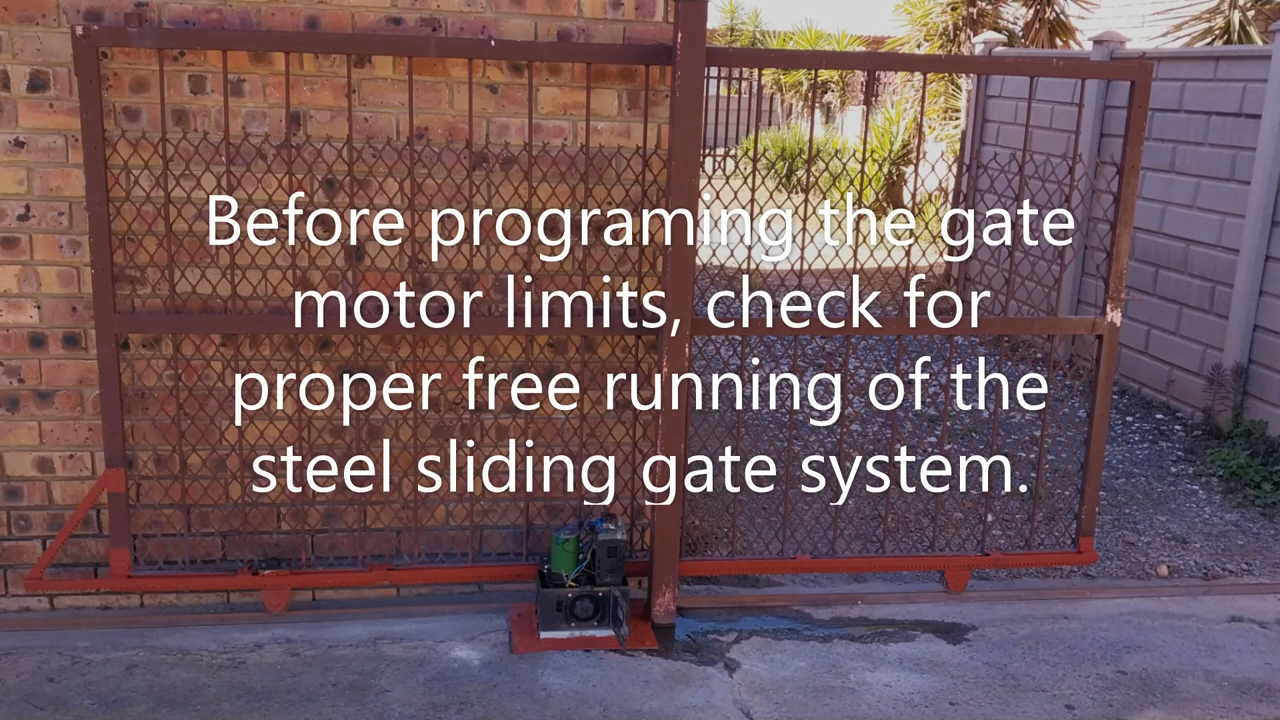 Before programing the gate
motor limits, check for
proper free running of the
steel sliding gate system.